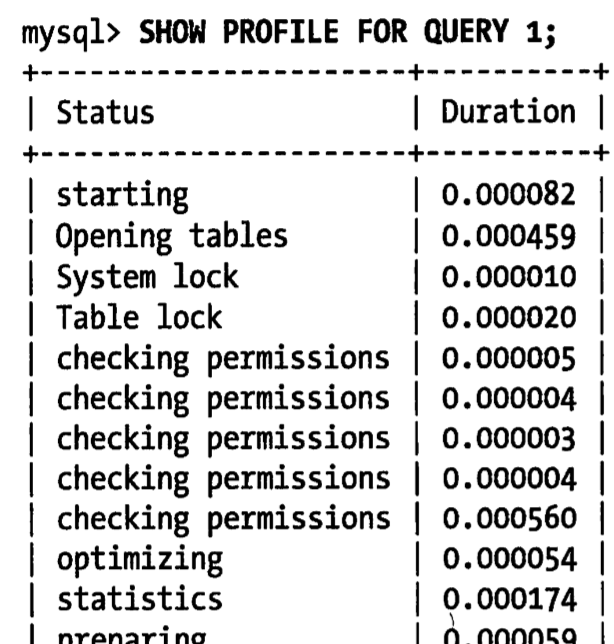 mysql> SHOW PROFILE FOR QUERY 1;
+----------------------+----------+
| Status               | Duration |
+----------------------+----------+
| starting             | 0.000082 |
| Opening tables       | 0.000459 |
| System lock          | 0.000010 |
| Table lock           | 0.000020 |
| checking permissions | 0.000005 |
| checking permissions | 0.000004 |
| checking permissions | 0.000003 |
| checking permissions | 0.000004 |
| checking permissions | 0.000560 |
| optimizing           | 0.000054 |
| statistics           | 0.000174 |
| preparing            | 0.000059 |